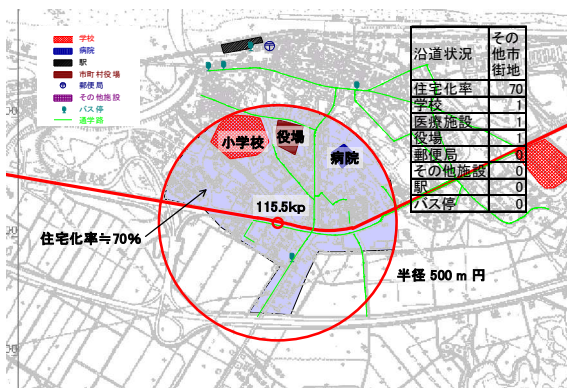 学校
病院
駅
市町村役場
郵便局
その他施設
バス停
通学路
沿道状況 その他市街地
住宅化率 70
学校 1
医療施設 1
役場 1
郵便局 0
その他施設 0
駅 0
バス停 0
小学校
役場
病院
115.5kp
住宅化率≒70%
半径 500 m 円